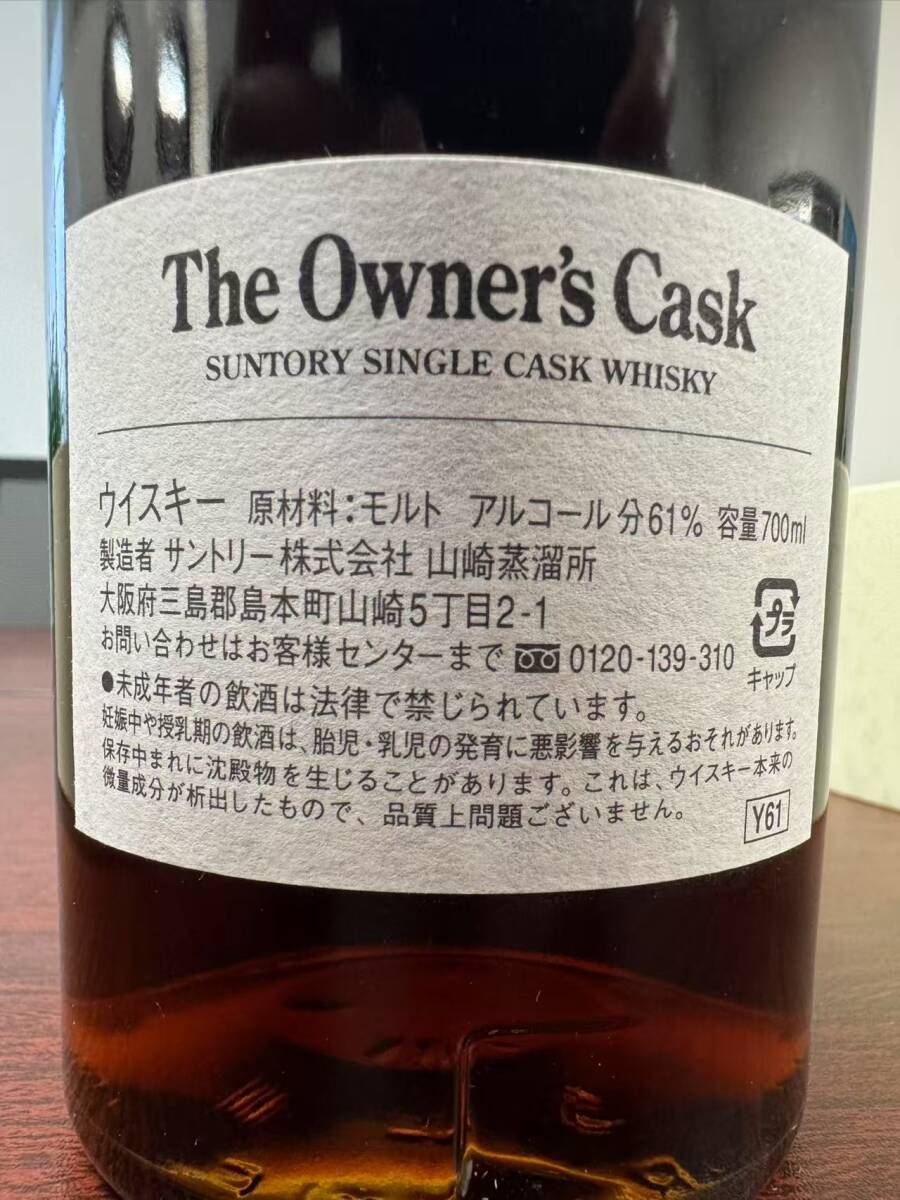 The Owner's Cask
SUNTORY SINGLE CASK WHISKY
ウイスキー 原材料：モルト アルコール分61% 容量700ml
製造者 サントリー株式会社 山崎蒸溜所
大阪府三島郡島本町山崎5丁目2-1
お問い合わせはお客様センターまで 0120-139-310
プラ
キャップ
●未成年者の飲酒は法律で禁じられています。
妊娠中や授乳期の飲酒は、胎児・乳児の発育に悪影響を与えるおそれがあります。
保存中まれに沈殿物を生じることがあります。これは、ウイスキー本来の
微量成分が析出したもので、品質上問題ございません。
Y61